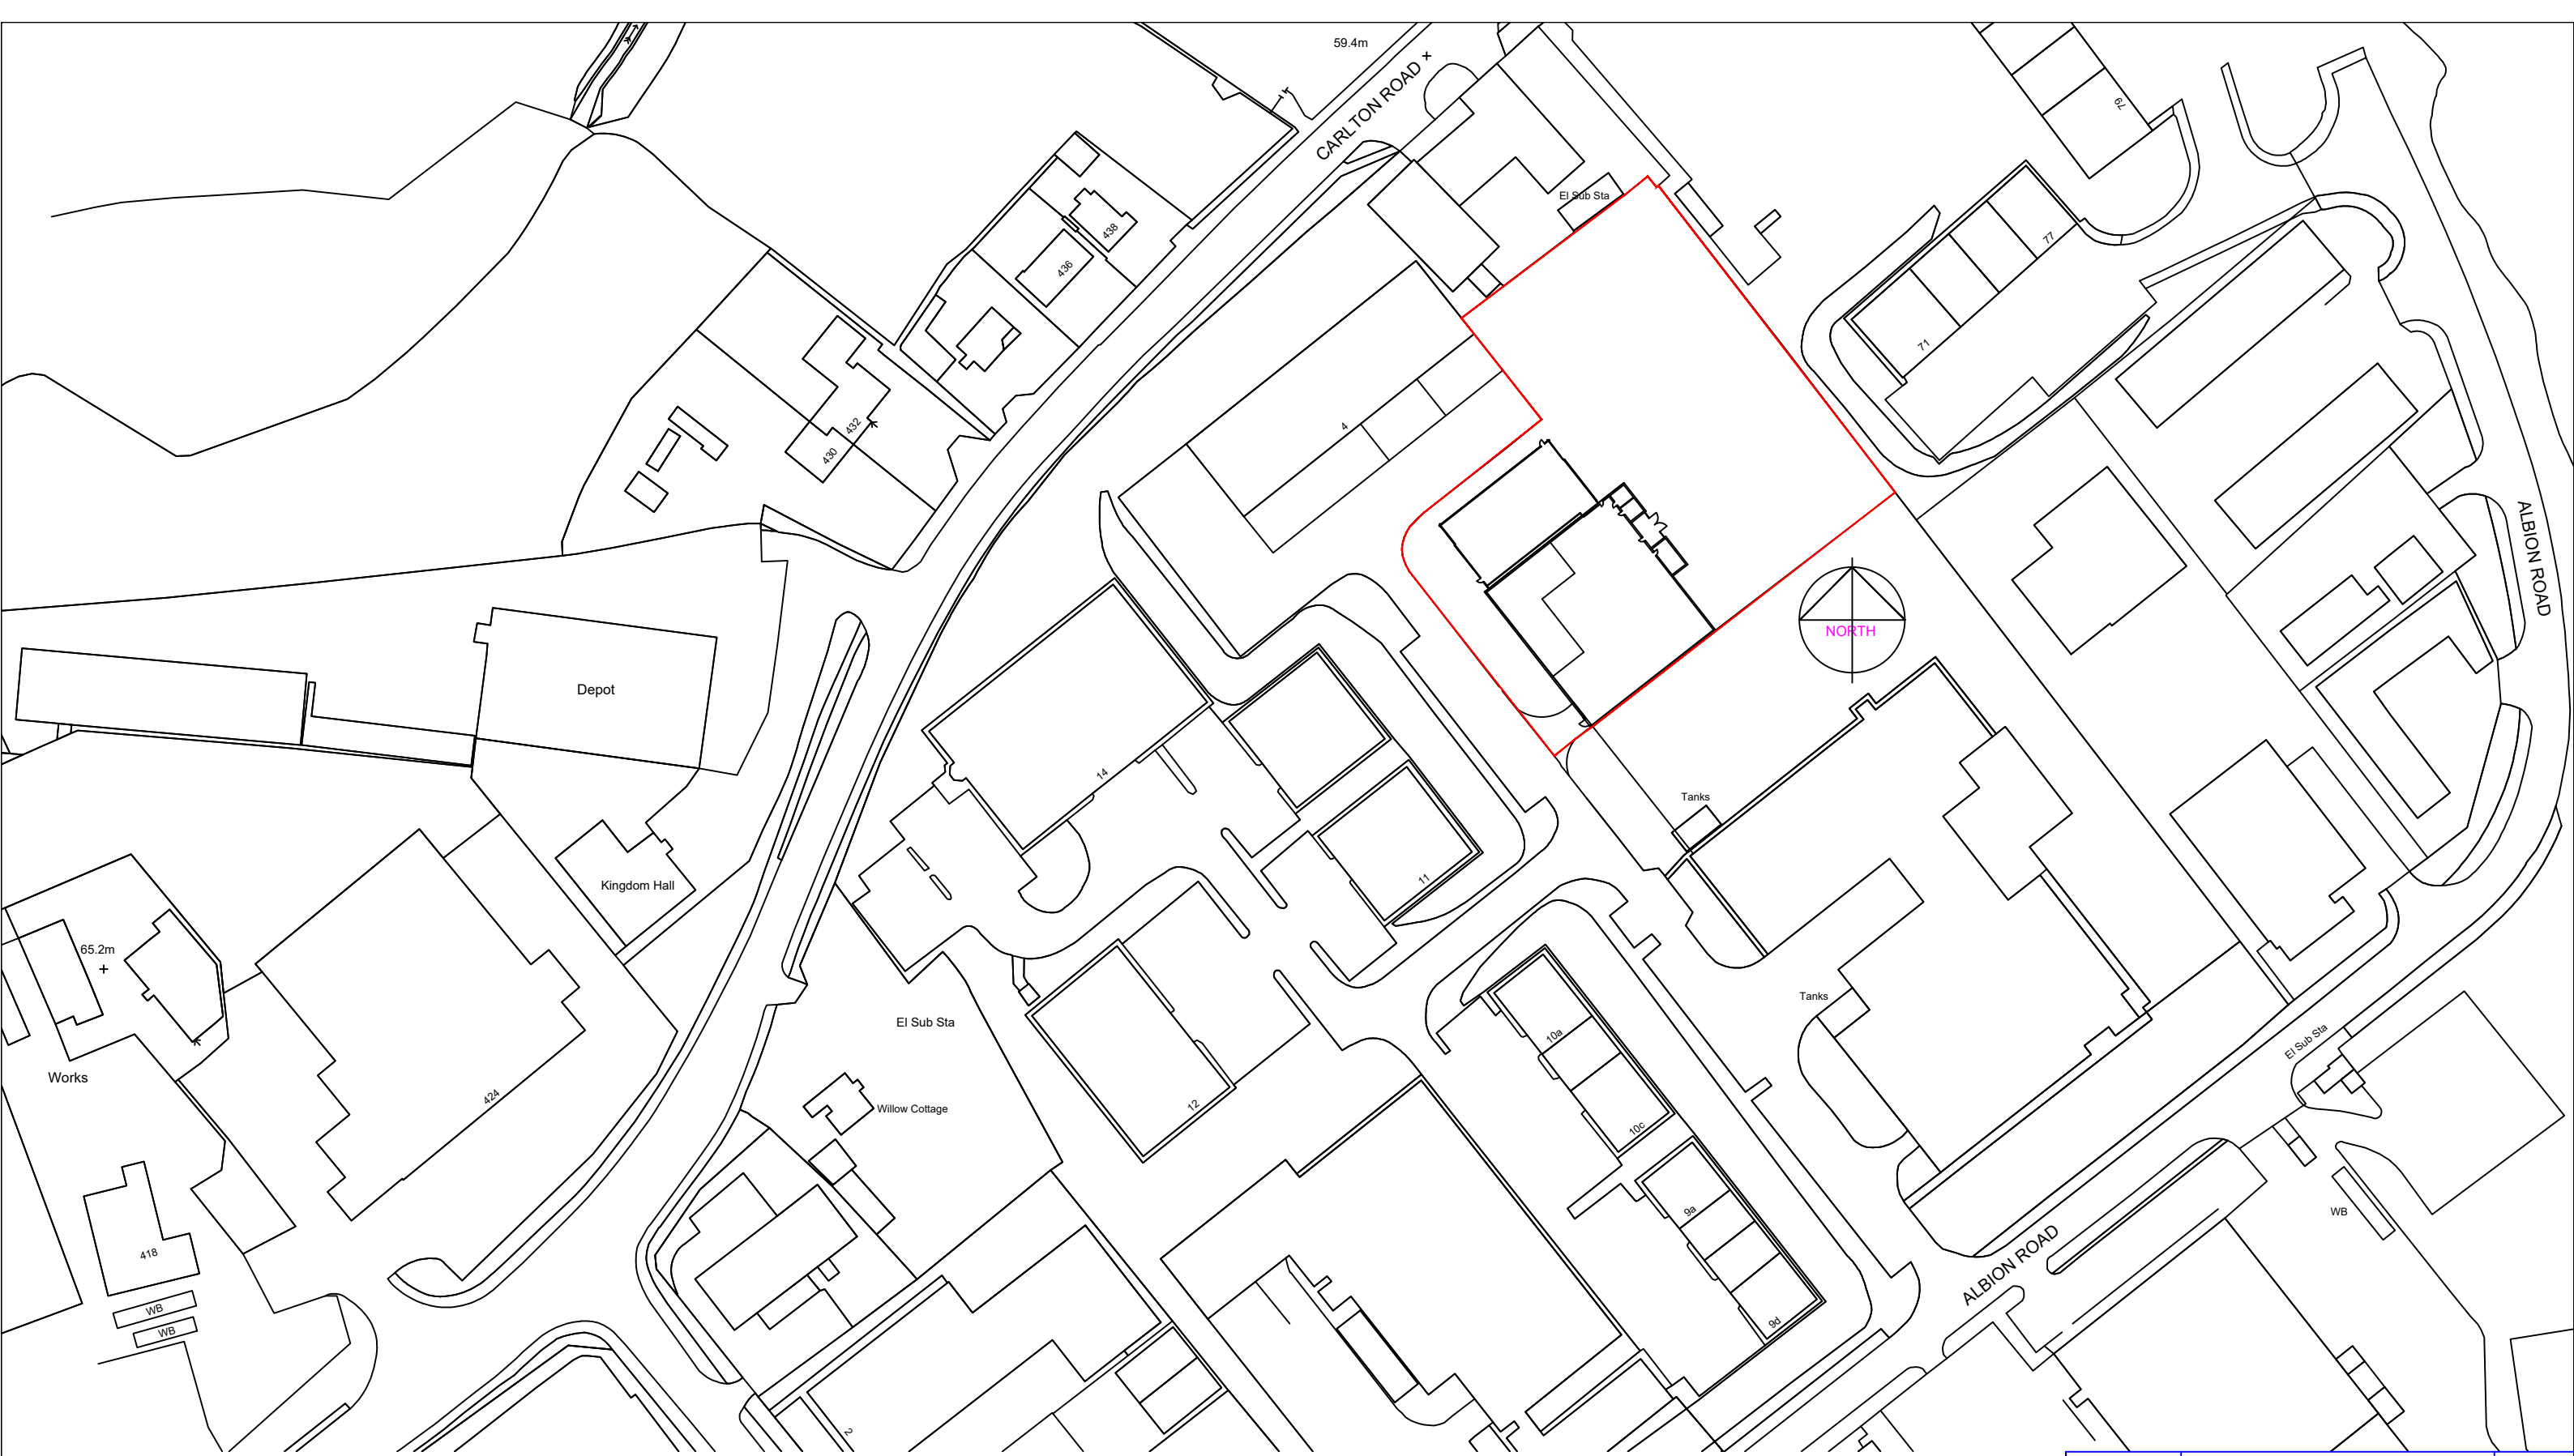 59.4m
CARLTON ROAD
79
El Sub Sta
438
436
77
71
432
430
4
ALBION ROAD
NORTH
Depot
14
Tanks
11
Kingdom Hall
65.2m
Tanks
El Sub Sta
10a
El Sub Sta
Works
424
Willow Cottage
12
10c
9a
WB
418
ALBION ROAD
WB
9d
WB
2